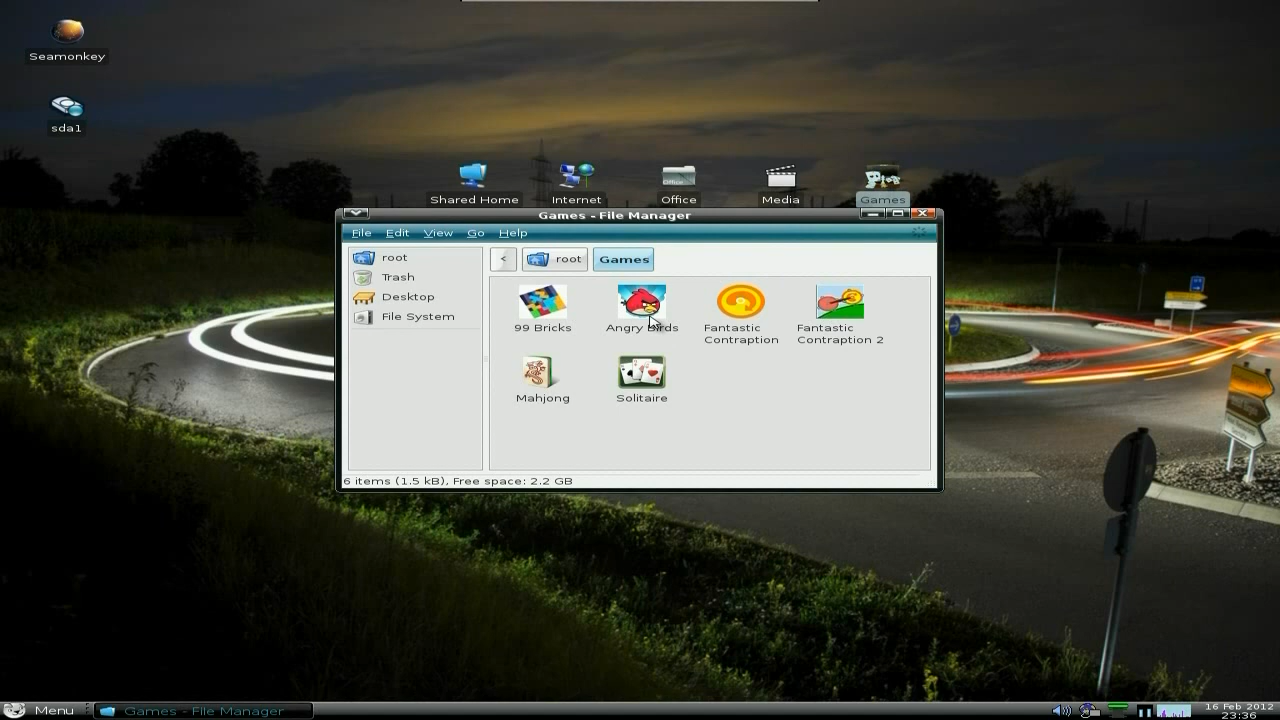 Seamonkey
sda1
Shared Home
Internet
Office
Media
Games
Games - File Manager
File Edit View Go Help
root
Trash
Desktop
File System
< root Games
99 Bricks
Angry Birds
Fantastic
Contraption
Fantastic
Contraption 2
Mahjong
Solitaire
6 items (1.5 kB), Free space: 2.2 GB
Menu
Games - File Manager
16 Feb 2012
23:36